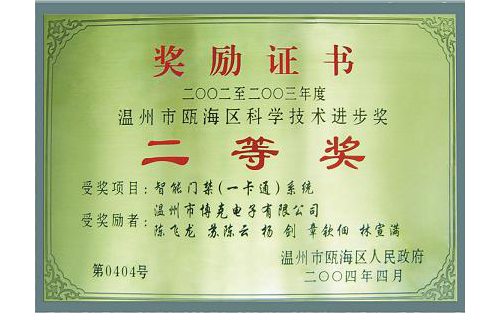 奖励证书
二〇〇二至二〇〇三年度
温州市瓯海区科学技术进步奖
二等奖
受奖项目：智能门禁(一卡通)系统
受奖励者：温州市博克电子有限公司
陈飞龙 苏陈云 杨剑 章钦佃 林宣满
第0404号
温州市瓯海区人民政府
二〇〇四年四月